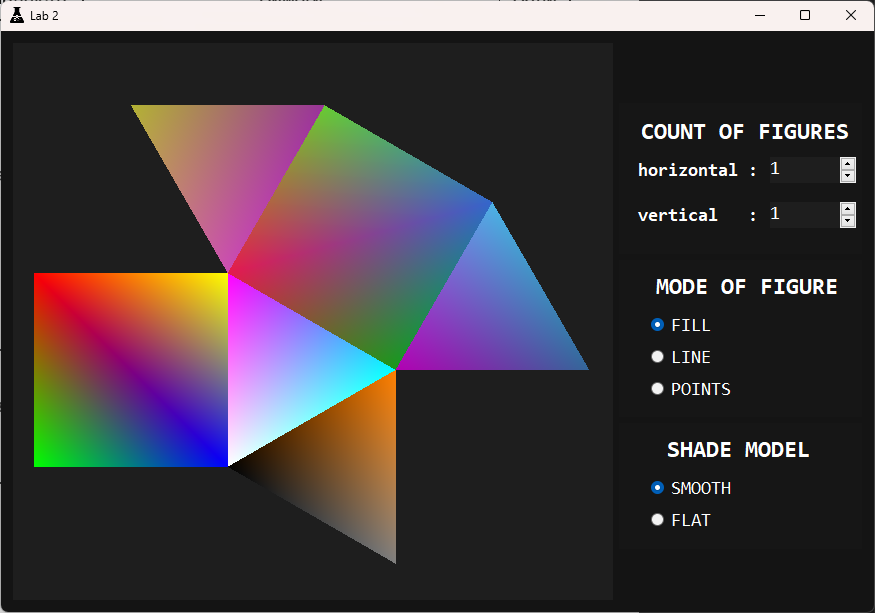 Lab 2
COUNT OF FIGURES
horizontal : 1
vertical : 1
MODE OF FIGURE
FILL
LINE
POINTS
SHADE MODEL
SMOOTH
FLAT